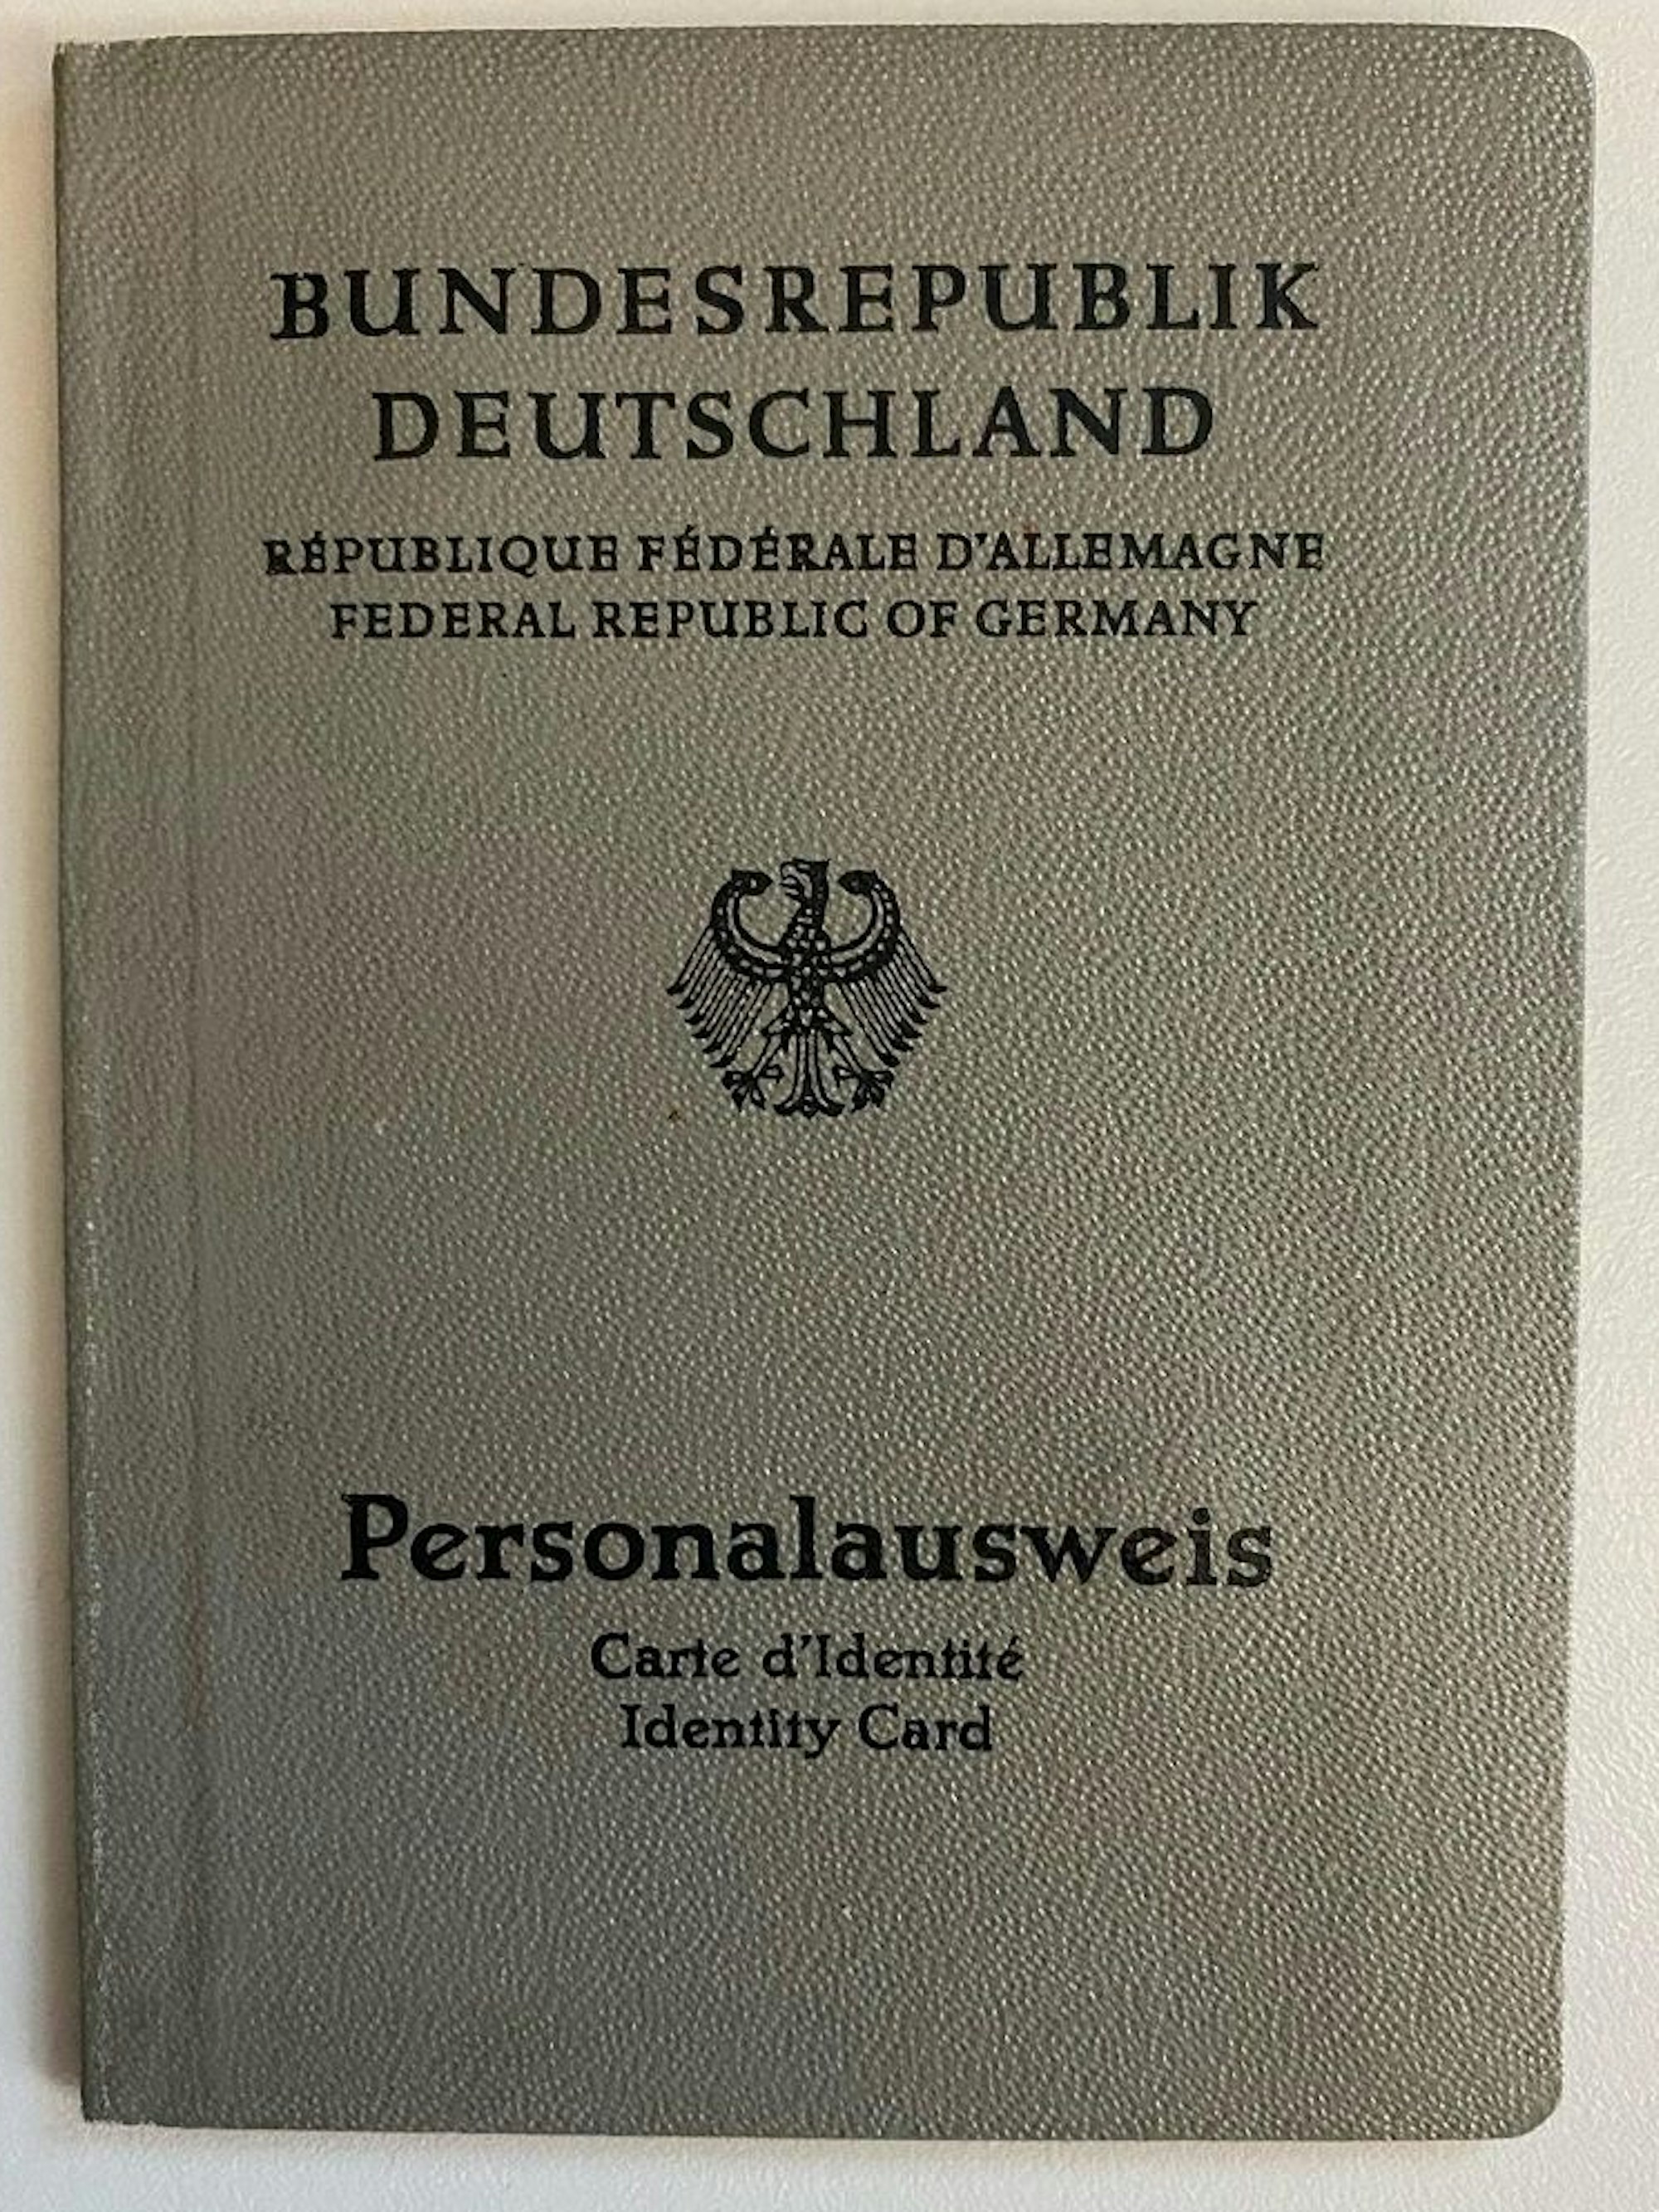 BUNDESREPUBLIK
DEUTSCHLAND
RÉPUBLIQUE FÉDÉRALE D'ALLEMAGNE
FEDERAL REPUBLIC OF GERMANY
Personalausweis
Carte d'Identité
Identity Card